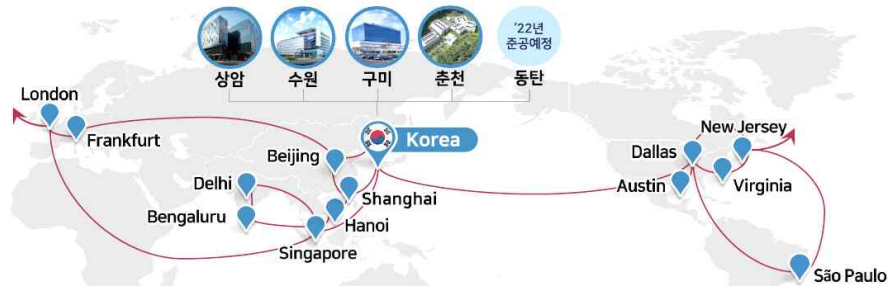 '22년
준공예정
상암
수원
구미
춘천
동탄
London
Frankfurt
Korea
Beijing
Delhi
Shanghai
Bengaluru
Hanoi
Singapore
New Jersey
Dallas
Austin
Virginia
São Paulo